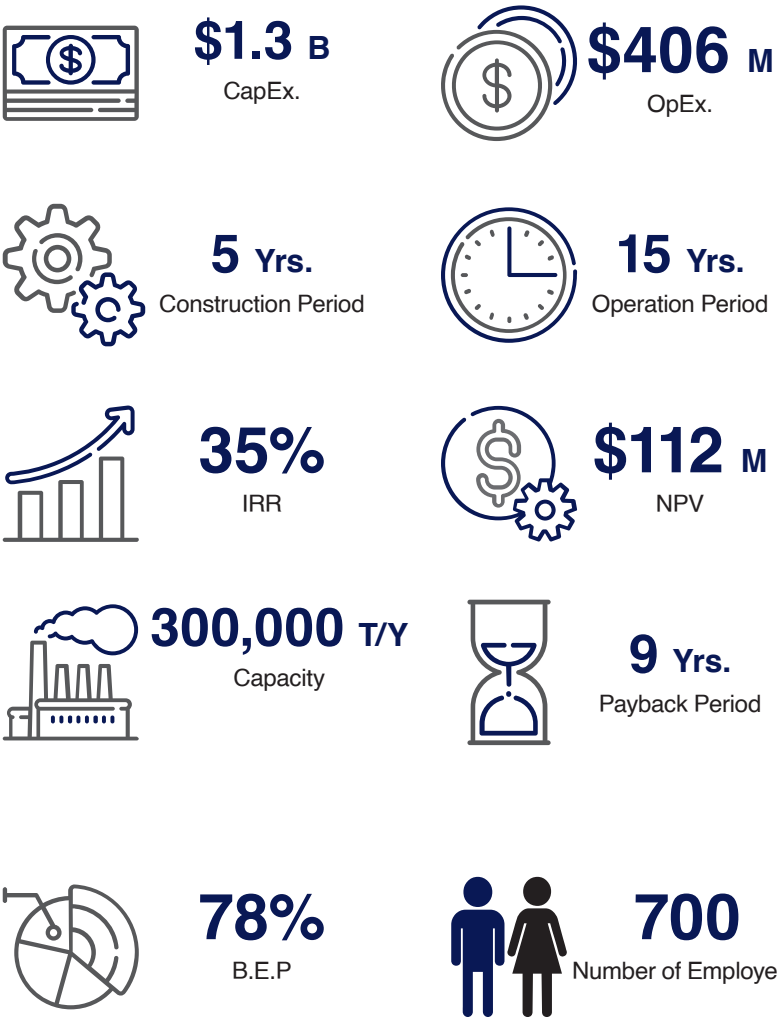 $1.3 B
CapEx.
$406 M
OpEx.
5 Yrs.
Construction Period
15 Yrs.
Operation Period
35%
IRR
$112 M
NPV
300,000 T/Y
Capacity
9 Yrs.
Payback Period
78%
B.E.P
700
Number of Employe